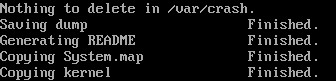 Nothing to delete in /var/crash.
Saving dump Finished.
Generating README Finished.
Copying System.map Finished.
Copying kernel Finished.